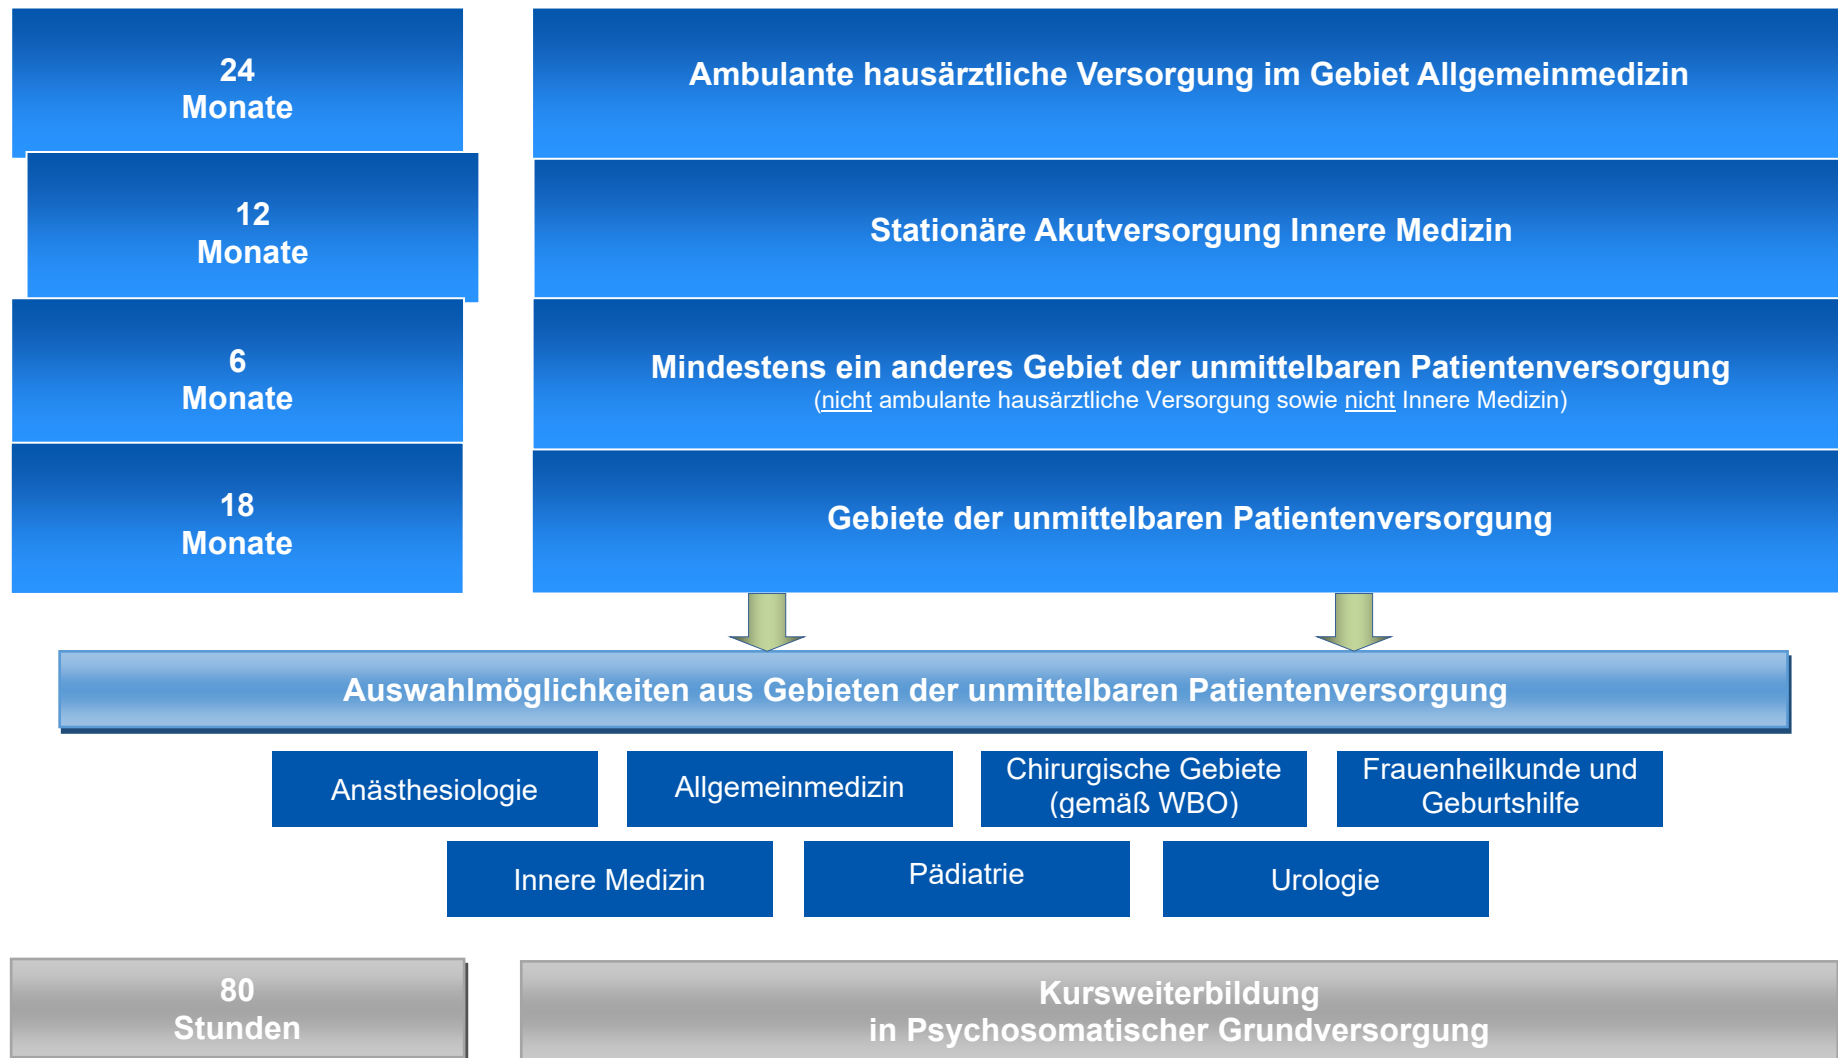 24
Monate
Ambulante hausärztliche Versorgung im Gebiet Allgemeinmedizin
12
Monate
Stationäre Akutversorgung Innere Medizin
6
Monate
Mindestens ein anderes Gebiet der unmittelbaren Patientenversorgung
(nicht ambulante hausärztliche Versorgung sowie nicht Innere Medizin)
18
Monate
Gebiete der unmittelbaren Patientenversorgung
Auswahlmöglichkeiten aus Gebieten der unmittelbaren Patientenversorgung
Anästhesiologie
Allgemeinmedizin
Chirurgische Gebiete
(gemäß WBO)
Frauenheilkunde und
Geburtshilfe
Innere Medizin
Pädiatrie
Urologie
80
Stunden
Kursweiterbildung
in Psychosomatischer Grundversorgung